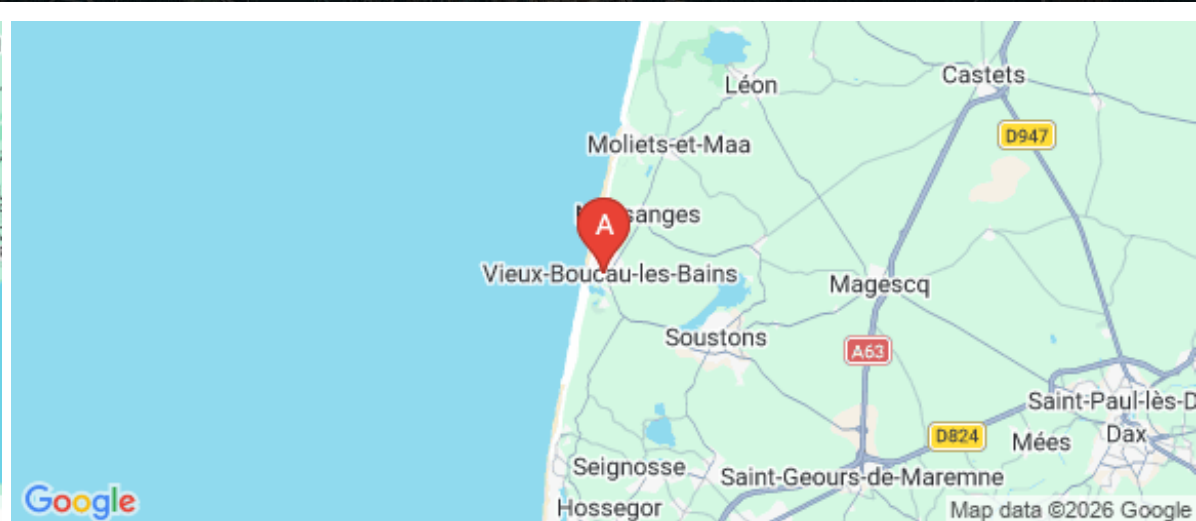 Castets
Léon
D947
Moliets-et-Maa
A
Vieux-Boucau-les-Bains
Magescq
Soustons
A63
Saint-Paul-lès-D
D824
Mées
Dax
Seignosse
Saint-Geours-de-Maremne
Hossegor
Google
Map data ©2026 Google